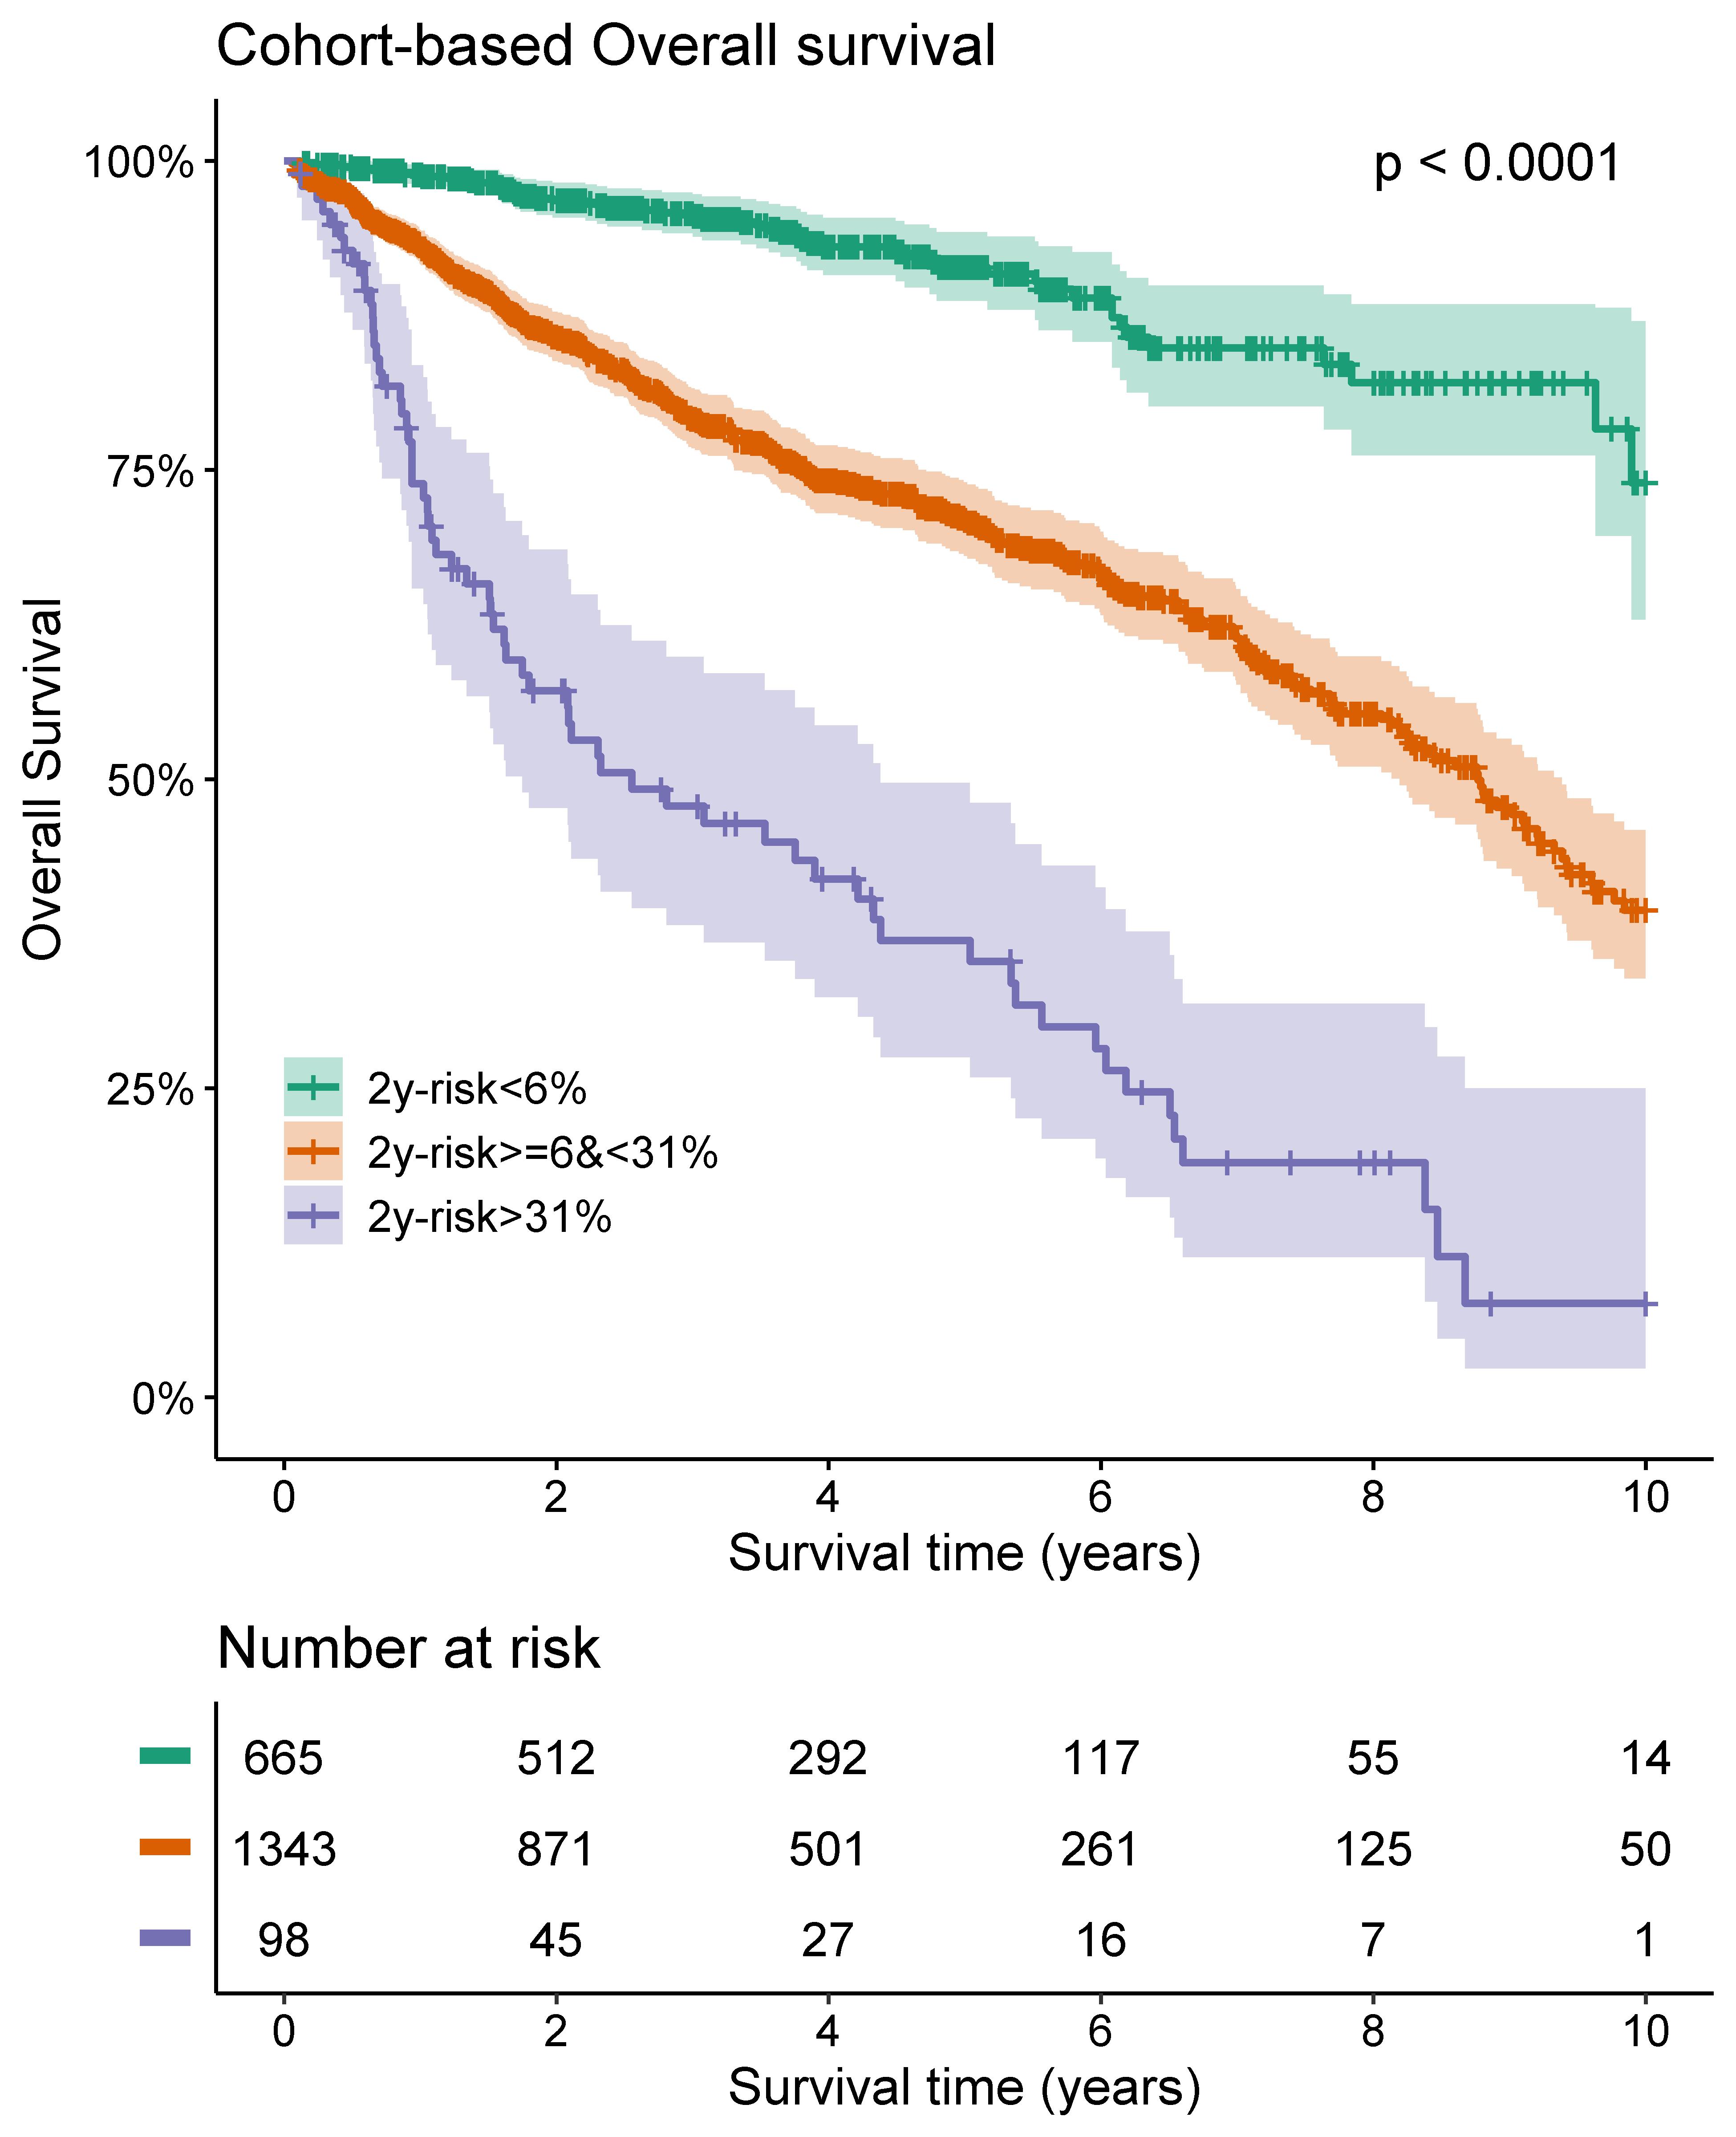 Cohort-based Overall survival
p < 0.0001
100%
75%
50%
25%
0%
Overall Survival
2y-risk<6%
2y-risk>=6&<31%
2y-risk>31%
0 2 4 6 8 10
Survival time (years)
Number at risk
665 512 292 117 55 14
1343 871 501 261 125 50
98 45 27 16 7 1
0 2 4 6 8 10
Survival time (years)